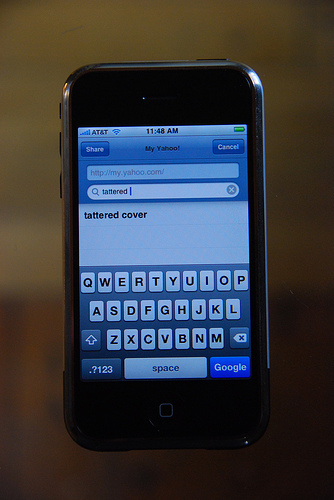 AT&T 11:48 AM
Share My Yahoo! Cancel
http://my.yahoo.com/
tattered
tattered cover
Q W E R T Y U I O P
A S D F G H J K L
Z X C V B N M
.?123 space Google